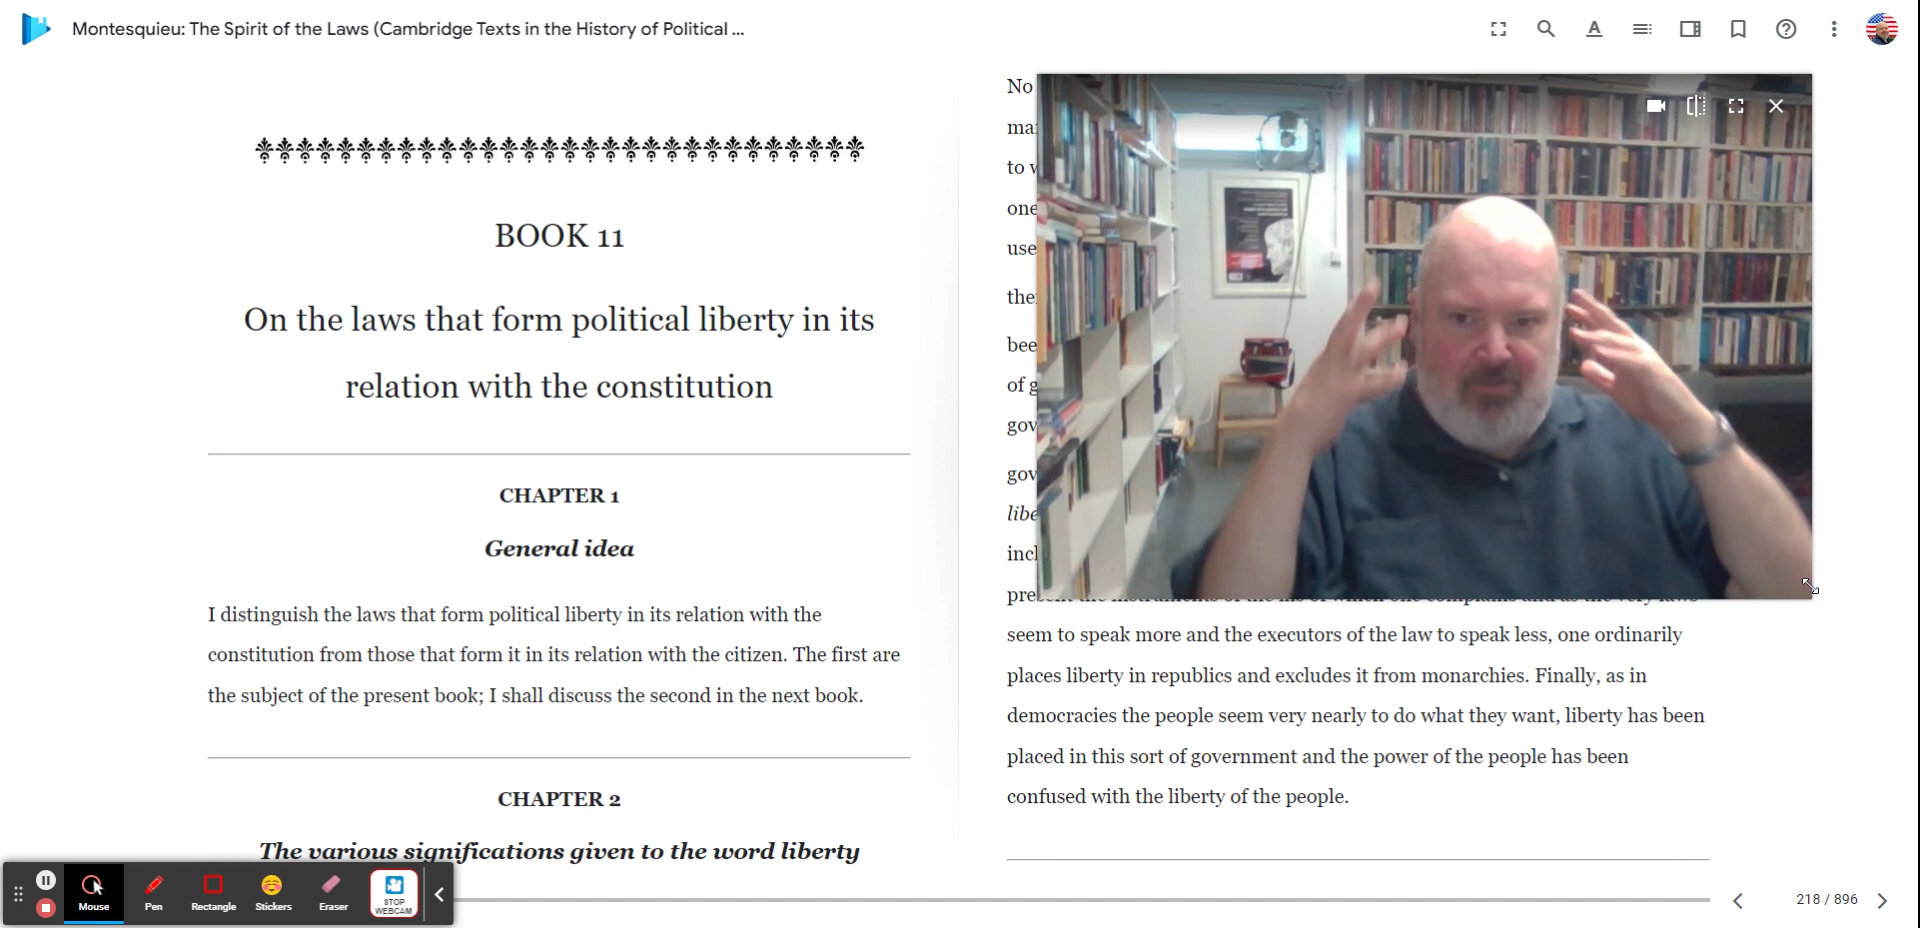 Montesquieu: The Spirit of the Laws (Cambridge Texts in the History of Political ...
BOOK 11
On the laws that form political liberty in its
relation with the constitution
CHAPTER 1
General idea
I distinguish the laws that form political liberty in its relation with the
constitution from those that form it in its relation with the citizen. The first are
the subject of the present book; I shall discuss the second in the next book.
CHAPTER 2
The various significations given to the word liberty
No
to
one
use
of
seem to speak more and the executors of the law to speak less, one ordinarily
places liberty in republics and excludes it from monarchies. Finally, as in
democracies the people seem very nearly to do what they want, liberty has been
placed in this sort of government and the power of the people has been
confused with the liberty of the people.
Mouse
Pen
Rectangle
Stickers
Eraser
STOP
WEBCAM
218 / 896